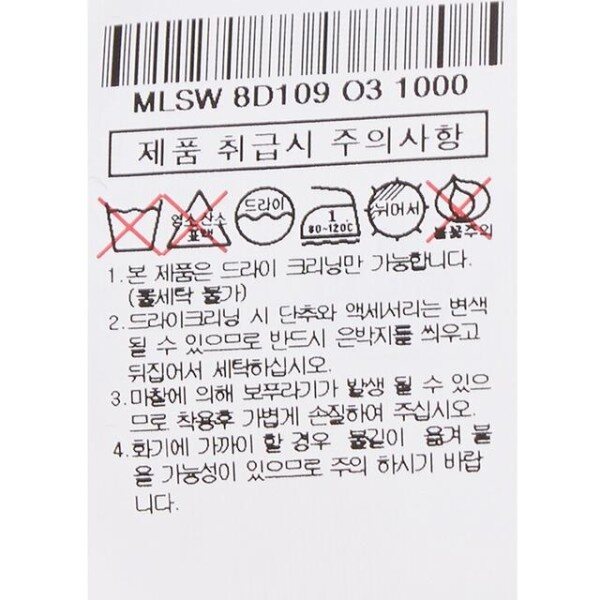 MLSW 8D109 O3 1000
제품 취급시 주의사항
염소 산소 드라이 1 뉘어서
표백 80-120C 불꽃주의
1.본 제품은 드라이 크리닝만 가능합니다.
(물세탁 불가)
2.드라이크리닝 시 단추와 액세서리는 변색
될 수 있으므로 반드시 은박지를 씌우고
뒤집어서 세탁하십시오.
3.마찰에 의해 보푸라기가 발생 될 수 있으
므로 착용후 가볍게 손질하여 주십시오.
4.화기에 가까이 할 경우 불길이 옮겨 붙
을 가능성이 있으므로 주의 하시기 바랍
니다.